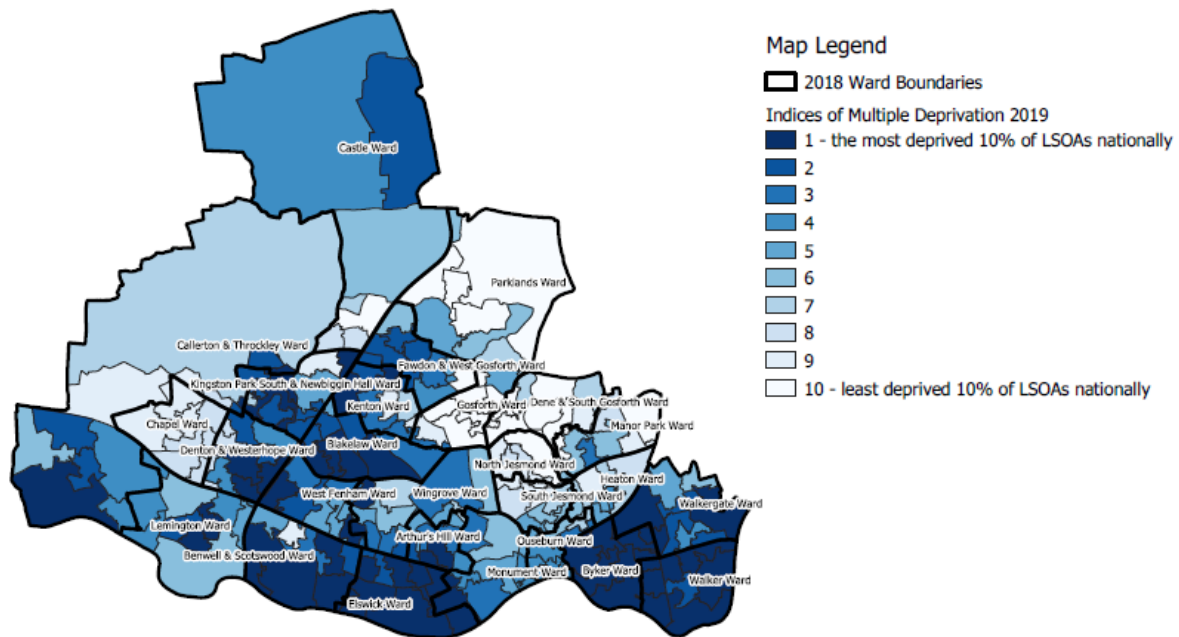 Map Legend
2018 Ward Boundaries
Indices of Multiple Deprivation 2019
1 - the most deprived 10% of LSOAs nationally
2
3
4
5
6
7
8
9
10 - least deprived 10% of LSOAs nationally
Castle Ward
Parklands Ward
Callerton & Throckley Ward
Fawdon & West Gosforth Ward
Kingston Park South & Newbiggin Hall Ward
Kenton Ward
Gosforth Ward
Dene & South Gosforth Ward
Chapel Ward
Manor Park Ward
Denton & Westerhope Ward
Blakelaw Ward
North Jesmond Ward
Heaton Ward
West Fenham Ward
Wingrove Ward
South Jesmond Ward
Walkergate Ward
Lemington Ward
Arthur's Hill Ward
Ouseburn Ward
Benwell & Scotswood Ward
Monument Ward
Byker Ward
Walker Ward
Elswick Ward